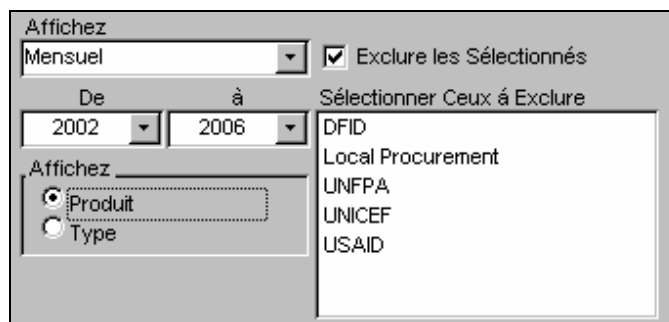 Affichez
Mensuel
Exclure les Sélectionnés
De à
2002 2006
Affichez
Produit
Type
Sélectionner Ceux á Exclure
DFID
Local Procurement
UNFPA
UNICEF
USAID